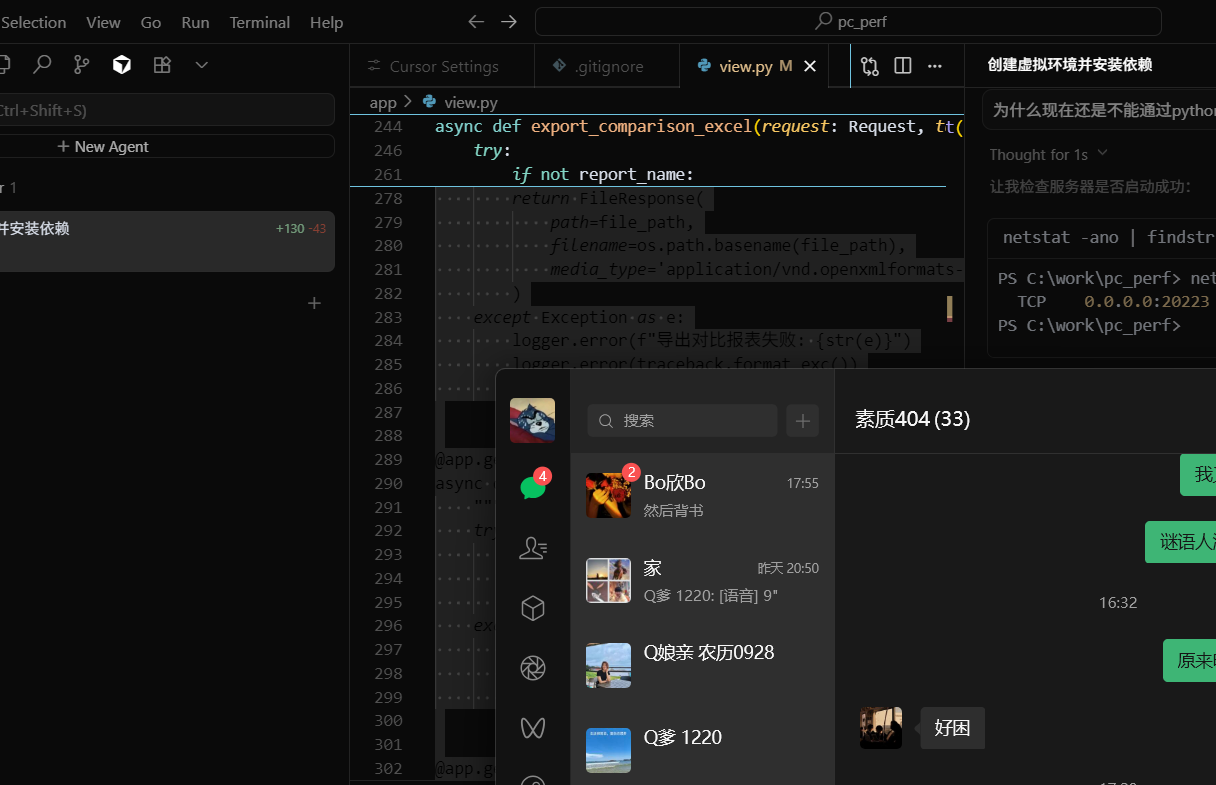 Selection View Go Run Terminal Help
pc_perf
Cursor Settings
.gitignore
view.py M
创建虚拟环境并安装依赖
Ctrl+Shift+S)
New Agent
1
并安装依赖
+130 -43
app > view.py
244 async def export_comparison_excel(request: Request,
246 try:
261 if not report_name:
278 return FileResponse(
279 path=file_path,
280 filename=os.path.basename(file_path),
281 media_type='application/vnd.openxmlformats-
282 )
283 except Exception as e:
284 logger.error(f"导出对比报表失败: {str(e)}")
285 logger.error(traceback.format_exc())
286
287
288
289 @app.g
290 async
291 ""
292 try
293
294
295
296 exc
297
298
299
300
301
302 @app.g
为什么现在还是不能通过python
Thought for 1s
让我检查服务器是否启动成功:
netstat -ano | findstr
PS C:\work\pc_perf> net
TCP 0.0.0.0:20223
PS C:\work\pc_perf>
4
搜索
2
Bo欣Bo 17:55
然后背书
家 昨天 20:50
Q爹 1220: [语音] 9"
Q娘亲 农历0928
Q爹 1220
素质404 (33)
我
谜语人
16:32
原来
好困